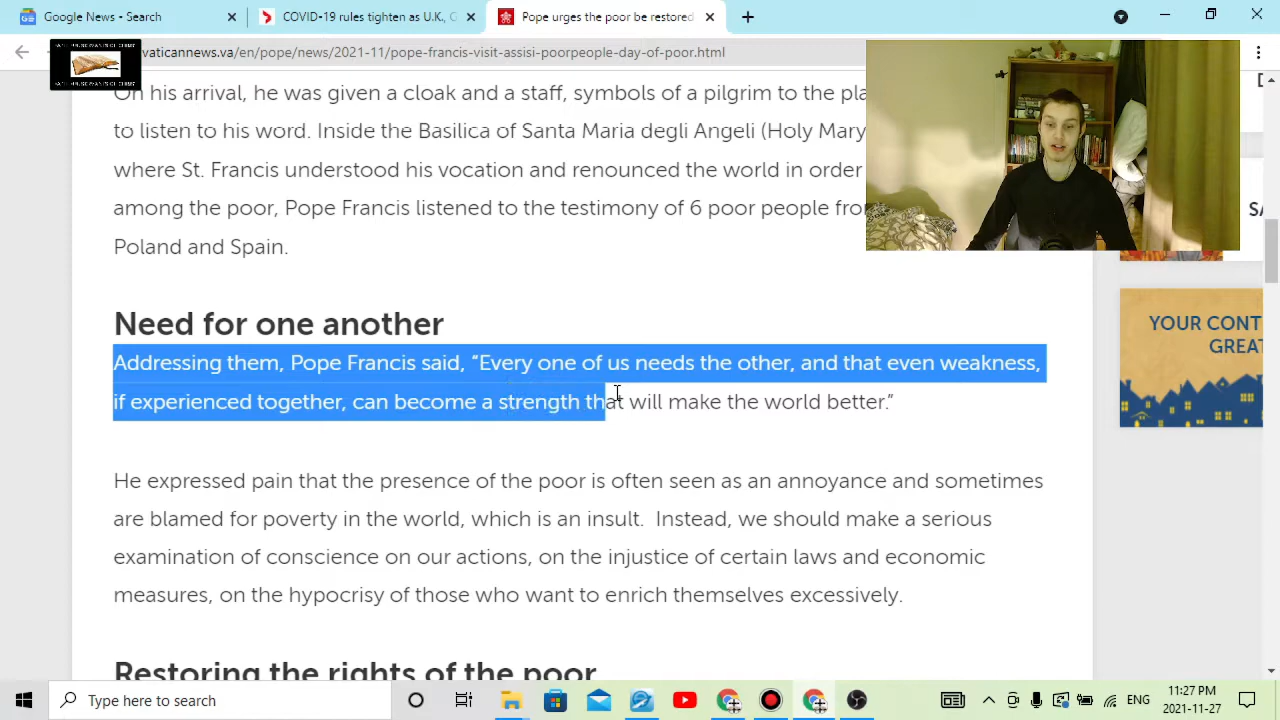 Google News - Search
COVID-19 rules tighten as U.K., C
es the poor be restored
vaticannews.va/en/pope/news/2021-11/pope-francis-visit-assisi-poor-people-day-of-poor.html
On his arrival, he was given a cloak and a staff, symbols of a pilgrim to the pla
to listen to his word. Inside the Basilica of Santa Maria degli Angeli (Holy Mary
where St. Francis understood his vocation and renounced the world in order
among the poor, Pope Francis listened to the testimony of 6 poor people fro
Poland and Spain.
SA
YOUR CONT
GREAT
Need for one another
Addressing them, Pope Francis said, “Every one of us needs the other, and that even weakness,
if experienced together, can become a strength that will make the world better.”
He expressed pain that the presence of the poor is often seen as an annoyance and sometimes
are blamed for poverty in the world, which is an insult.  Instead, we should make a serious
examination of conscience on our actions, on the injustice of certain laws and economic
measures, on the hypocrisy of those who want to enrich themselves excessively.
Restoring the rights of the poor
Type here to search
ENG
11:27 PM
2021-11-27